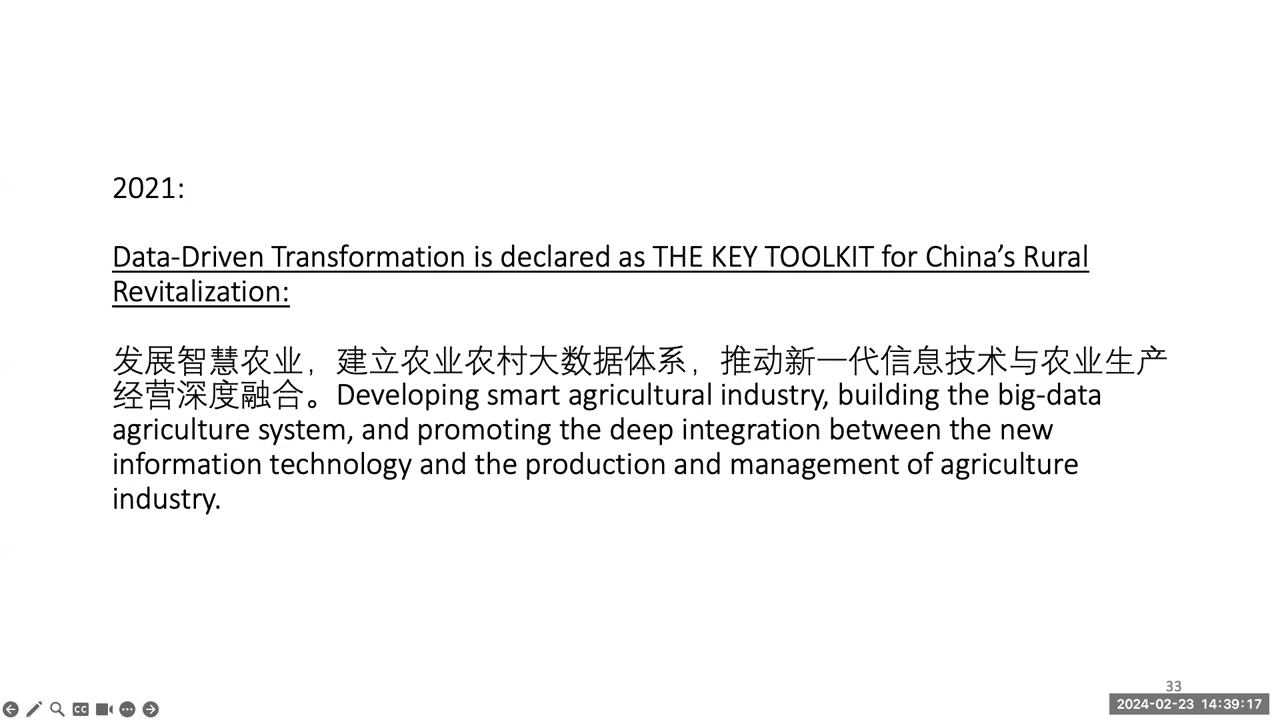 2021:
Data-Driven Transformation is declared as THE KEY TOOLKIT for China’s Rural
Revitalization:
发展智慧农业，建立农业农村大数据体系，推动新一代信息技术与农业生产
经营深度融合。Developing smart agricultural industry, building the big-data
agriculture system, and promoting the deep integration between the new
information technology and the production and management of agriculture
industry.
33
2024-02-23 14:39:17
CC